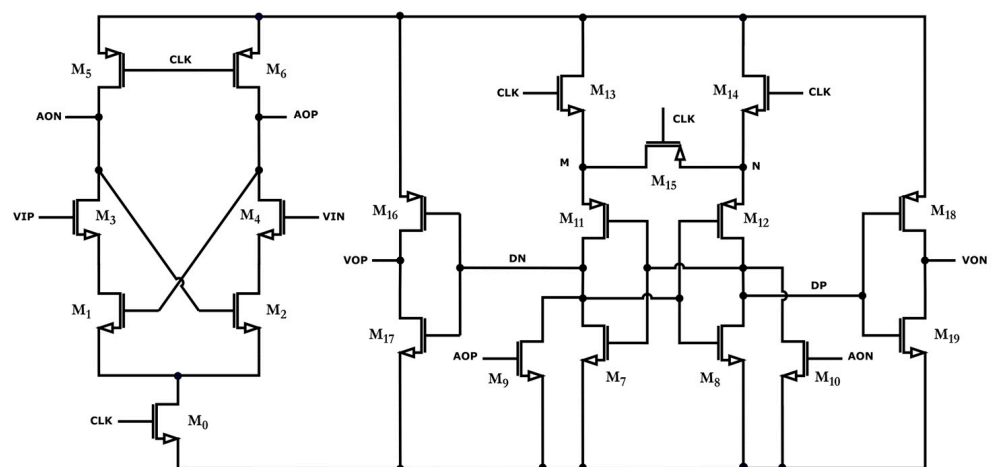 M5
CLK
M6
CLK
M13
M14
CLK
AON
AOP
CLK
M
N
M15
VIP
M3
M4
VIN
M16
M11
M12
M18
VOP
DN
VON
DP
M1
M2
M17
M19
AOP
M9
M7
M8
M10
AON
CLK
M0